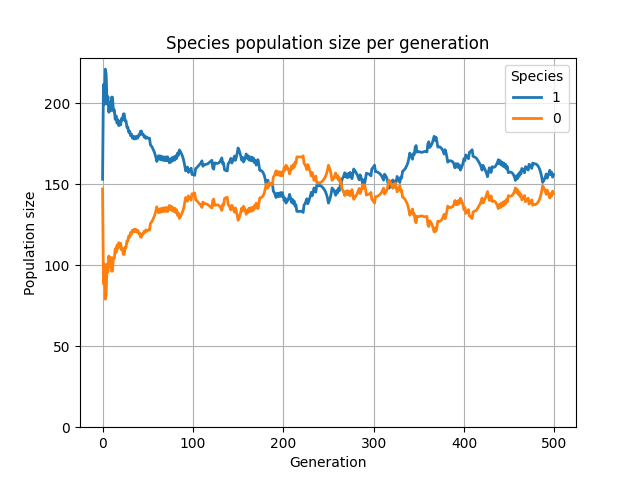 Species population size per generation
Species
1
0
200
150
100
50
0
Population size
0 100 200 300 400 500
Generation